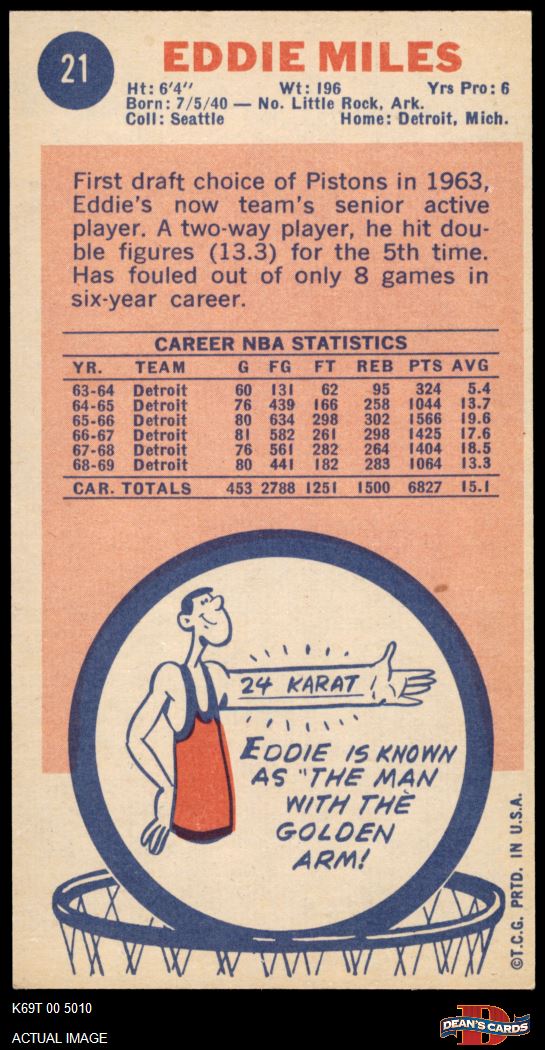 21
EDDIE MILES
Ht: 6'4" Wt: 196 Yrs Pro: 6
Born: 7/5/40 — No. Little Rock, Ark.
Coll: Seattle Home: Detroit, Mich.
First draft choice of Pistons in 1963,
Eddie's now team's senior active
player. A two-way player, he hit dou-
ble figures (13.3) for the 5th time.
Has fouled out of only 8 games in
six-year career.
CAREER NBA STATISTICS
YR. TEAM G FG FT REB PTS AVG
63-64 Detroit 60 131 62 95 324 5.4
64-65 Detroit 76 439 166 258 1044 13.7
65-66 Detroit 80 634 298 302 1566 19.6
66-67 Detroit 81 582 261 298 1425 17.6
67-68 Detroit 76 561 282 264 1404 18.5
68-69 Detroit 80 441 182 283 1064 13.3
CAR. TOTALS 453 2788 1251 1500 6827 15.1
24 KARAT
EDDIE IS KNOWN
AS "THE MAN
WITH THE
GOLDEN
ARM!
©T.C.G. PRTD. IN U.S.A.
K69T 00 5010
ACTUAL IMAGE
D
DEAN'S CARDS